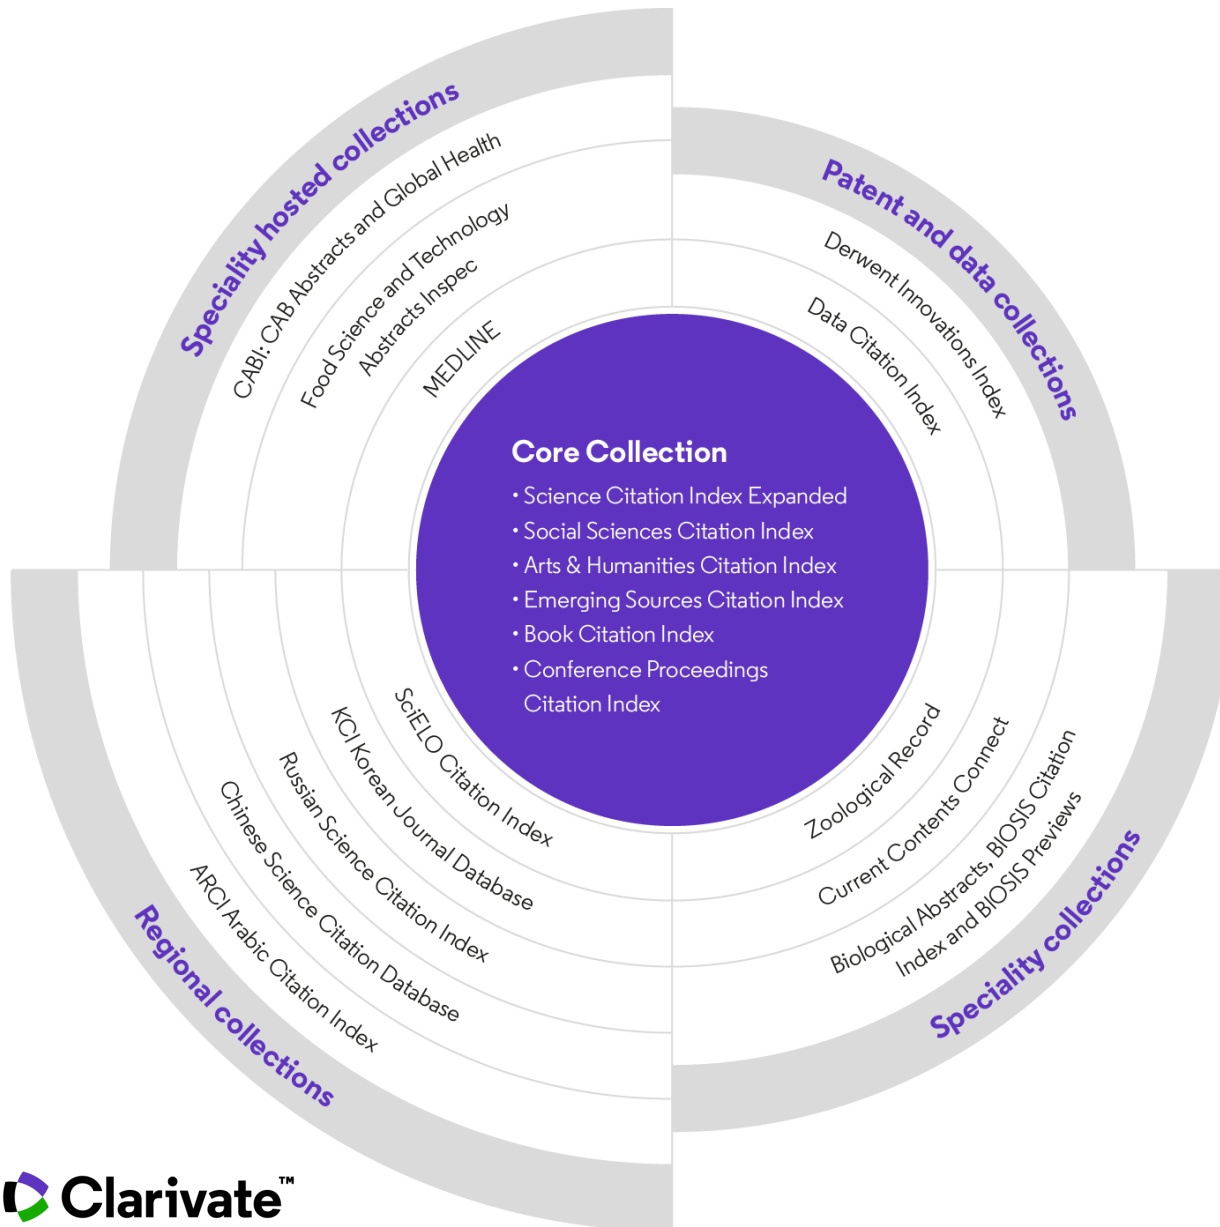 Speciality hosted collections
CABI: CAB Abstracts and Global Health
Food Science and Technology
Abstracts Inspec
MEDLINE
Patent and data collections
Derwent Innovations Index
Data Citation Index
Core Collection
• Science Citation Index Expanded
• Social Sciences Citation Index
• Arts & Humanities Citation Index
• Emerging Sources Citation Index
• Book Citation Index
• Conference Proceedings
Citation Index
SciELO Citation Index
KCI Korean Journal Database
Russian Science Citation Index
Chinese Science Citation Database
ARCI Arabic Citation Index
Regional collections
Zoological Record
Current Contents Connect
Biological Abstracts, BIOSIS Citation
Index and BIOSIS Previews
Speciality collections
Clarivate™